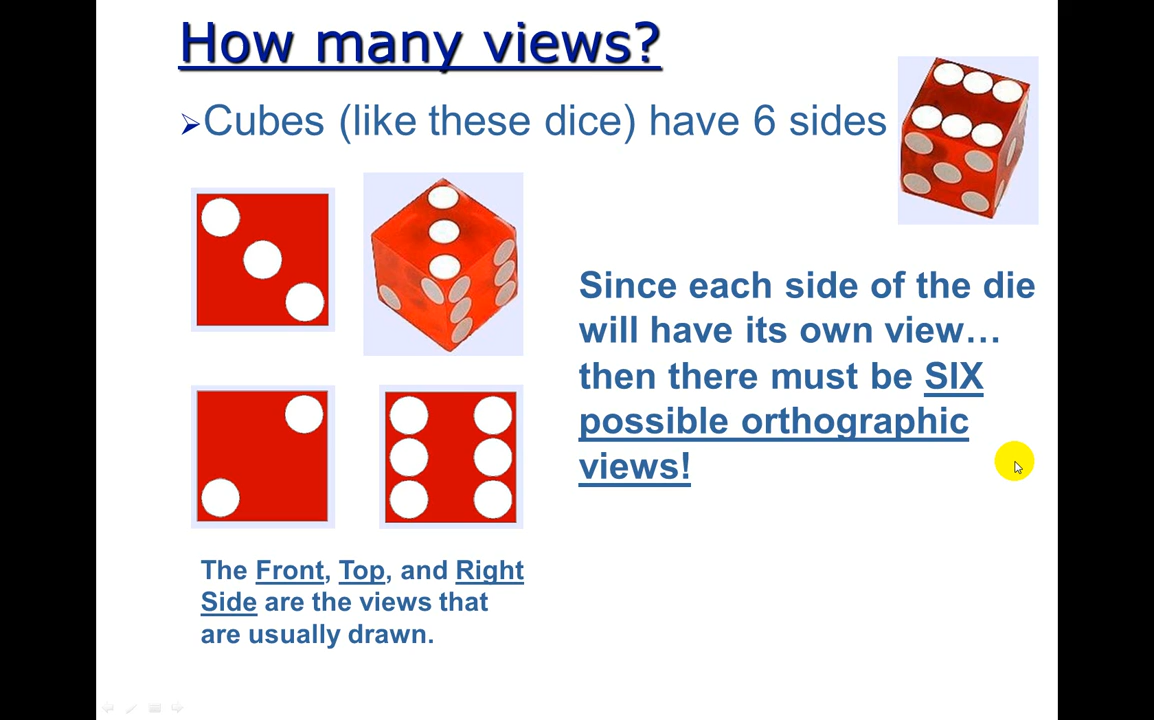 How many views?
Cubes (like these dice) have 6 sides
Since each side of the die
will have its own view…
then there must be SIX
possible orthographic
views!
The Front, Top, and Right
Side are the views that
are usually drawn.